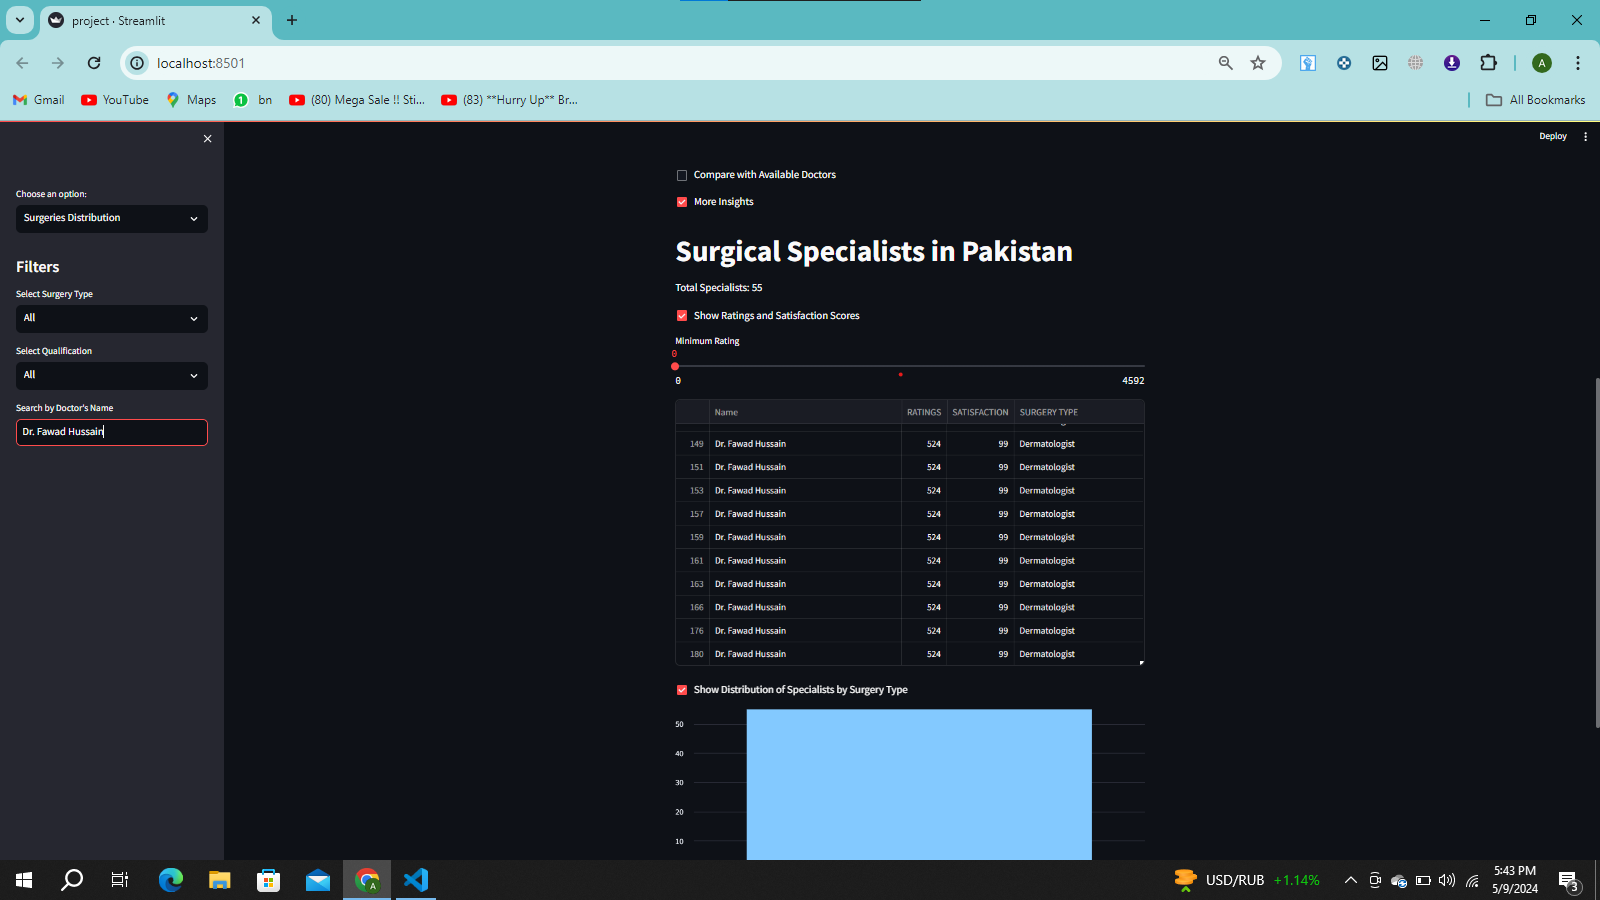 project · Streamlit
localhost:8501
Gmail
YouTube
Maps
bn
(80) Mega Sale !! Sti...
(83) **Hurry Up** Br...
All Bookmarks
A
Deploy
Choose an option:
Surgeries Distribution
Filters
Select Surgery Type
All
Select Qualification
All
Search by Doctor's Name
Dr. Fawad Hussain
Compare with Available Doctors
More Insights
Surgical Specialists in Pakistan
Total Specialists: 55
Show Ratings and Satisfaction Scores
Minimum Rating
0
0 4592
Name RATINGS SATISFACTION SURGERY TYPE
149 Dr. Fawad Hussain 524 99 Dermatologist
151 Dr. Fawad Hussain 524 99 Dermatologist
153 Dr. Fawad Hussain 524 99 Dermatologist
157 Dr. Fawad Hussain 524 99 Dermatologist
159 Dr. Fawad Hussain 524 99 Dermatologist
161 Dr. Fawad Hussain 524 99 Dermatologist
163 Dr. Fawad Hussain 524 99 Dermatologist
166 Dr. Fawad Hussain 524 99 Dermatologist
176 Dr. Fawad Hussain 524 99 Dermatologist
180 Dr. Fawad Hussain 524 99 Dermatologist
Show Distribution of Specialists by Surgery Type
50
40
30
20
10
A
USD/RUB +1.14%
5:43 PM
5/9/2024
3